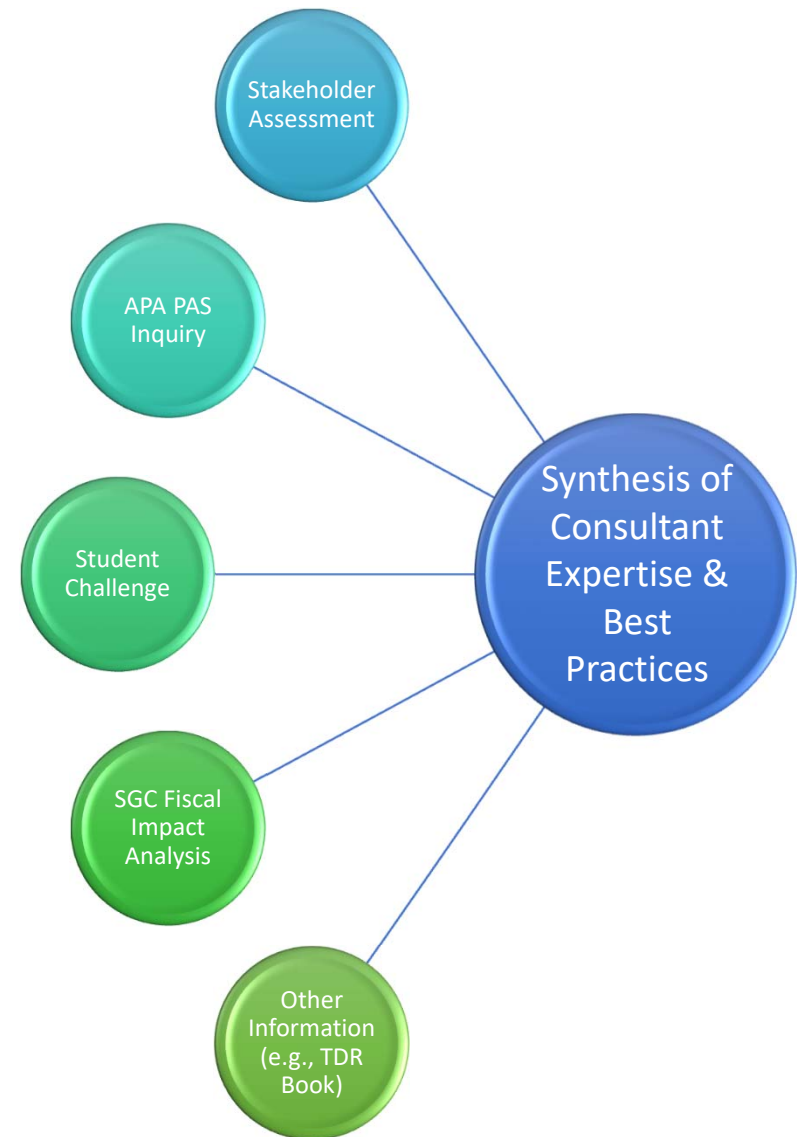 Stakeholder
Assessment
APA PAS
Inquiry
Student
Challenge
SGC Fiscal
Impact
Analysis
Other
Information
(e.g., TDR
Book)
Synthesis of
Consultant
Expertise &
Best
Practices